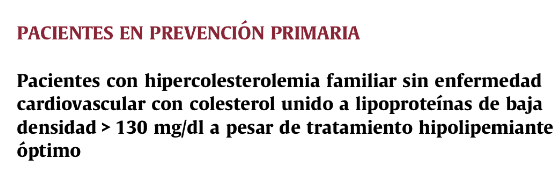 PACIENTES EN PREVENCIÓN PRIMARIA
Pacientes con hipercolesterolemia familiar sin enfermedad
cardiovascular con colesterol unido a lipoproteínas de baja
densidad > 130 mg/dl a pesar de tratamiento hipolipemiante
óptimo